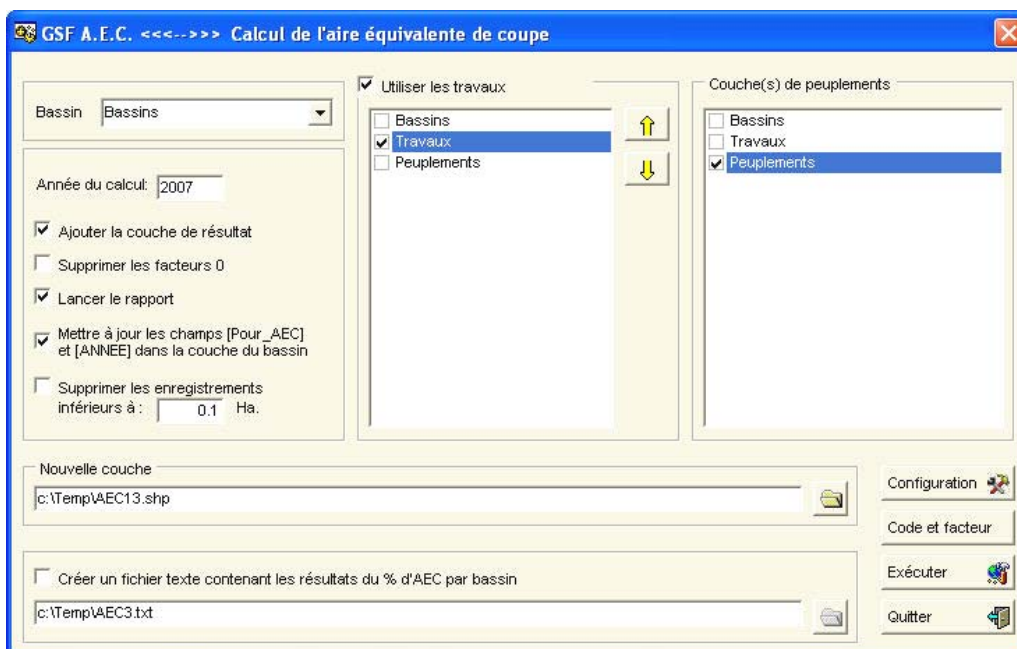 GSF A.E.C. <<<-->>> Calcul de l'aire équivalente de coupe
Bassin Bassins
Année du calcul: 2007
Ajouter la couche de résultat
Supprimer les facteurs 0
Lancer le rapport
Mettre à jour les champs [Pour_AEC]
et [ANNEE] dans la couche du bassin
Supprimer les enregistrements
inférieurs à : 0.1 Ha.
Utiliser les travaux
Bassins
Travaux
Peuplements
Couche(s) de peuplements
Bassins
Travaux
Peuplements
Nouvelle couche
c:\Temp\AEC13.shp
Créer un fichier texte contenant les résultats du % d'AEC par bassin
c:\Temp\AEC3.txt
Configuration
Code et facteur
Exécuter
Quitter